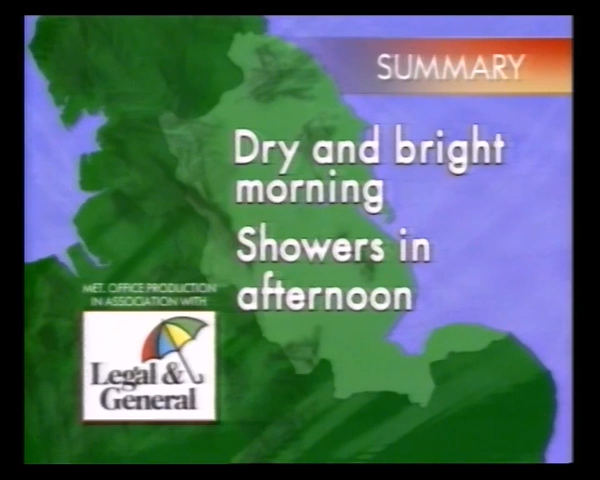 SUMMARY
Dry and bright
morning
Showers in
afternoon
MET. OFFICE PRODUCTION
IN ASSOCIATION WITH
Legal &
General